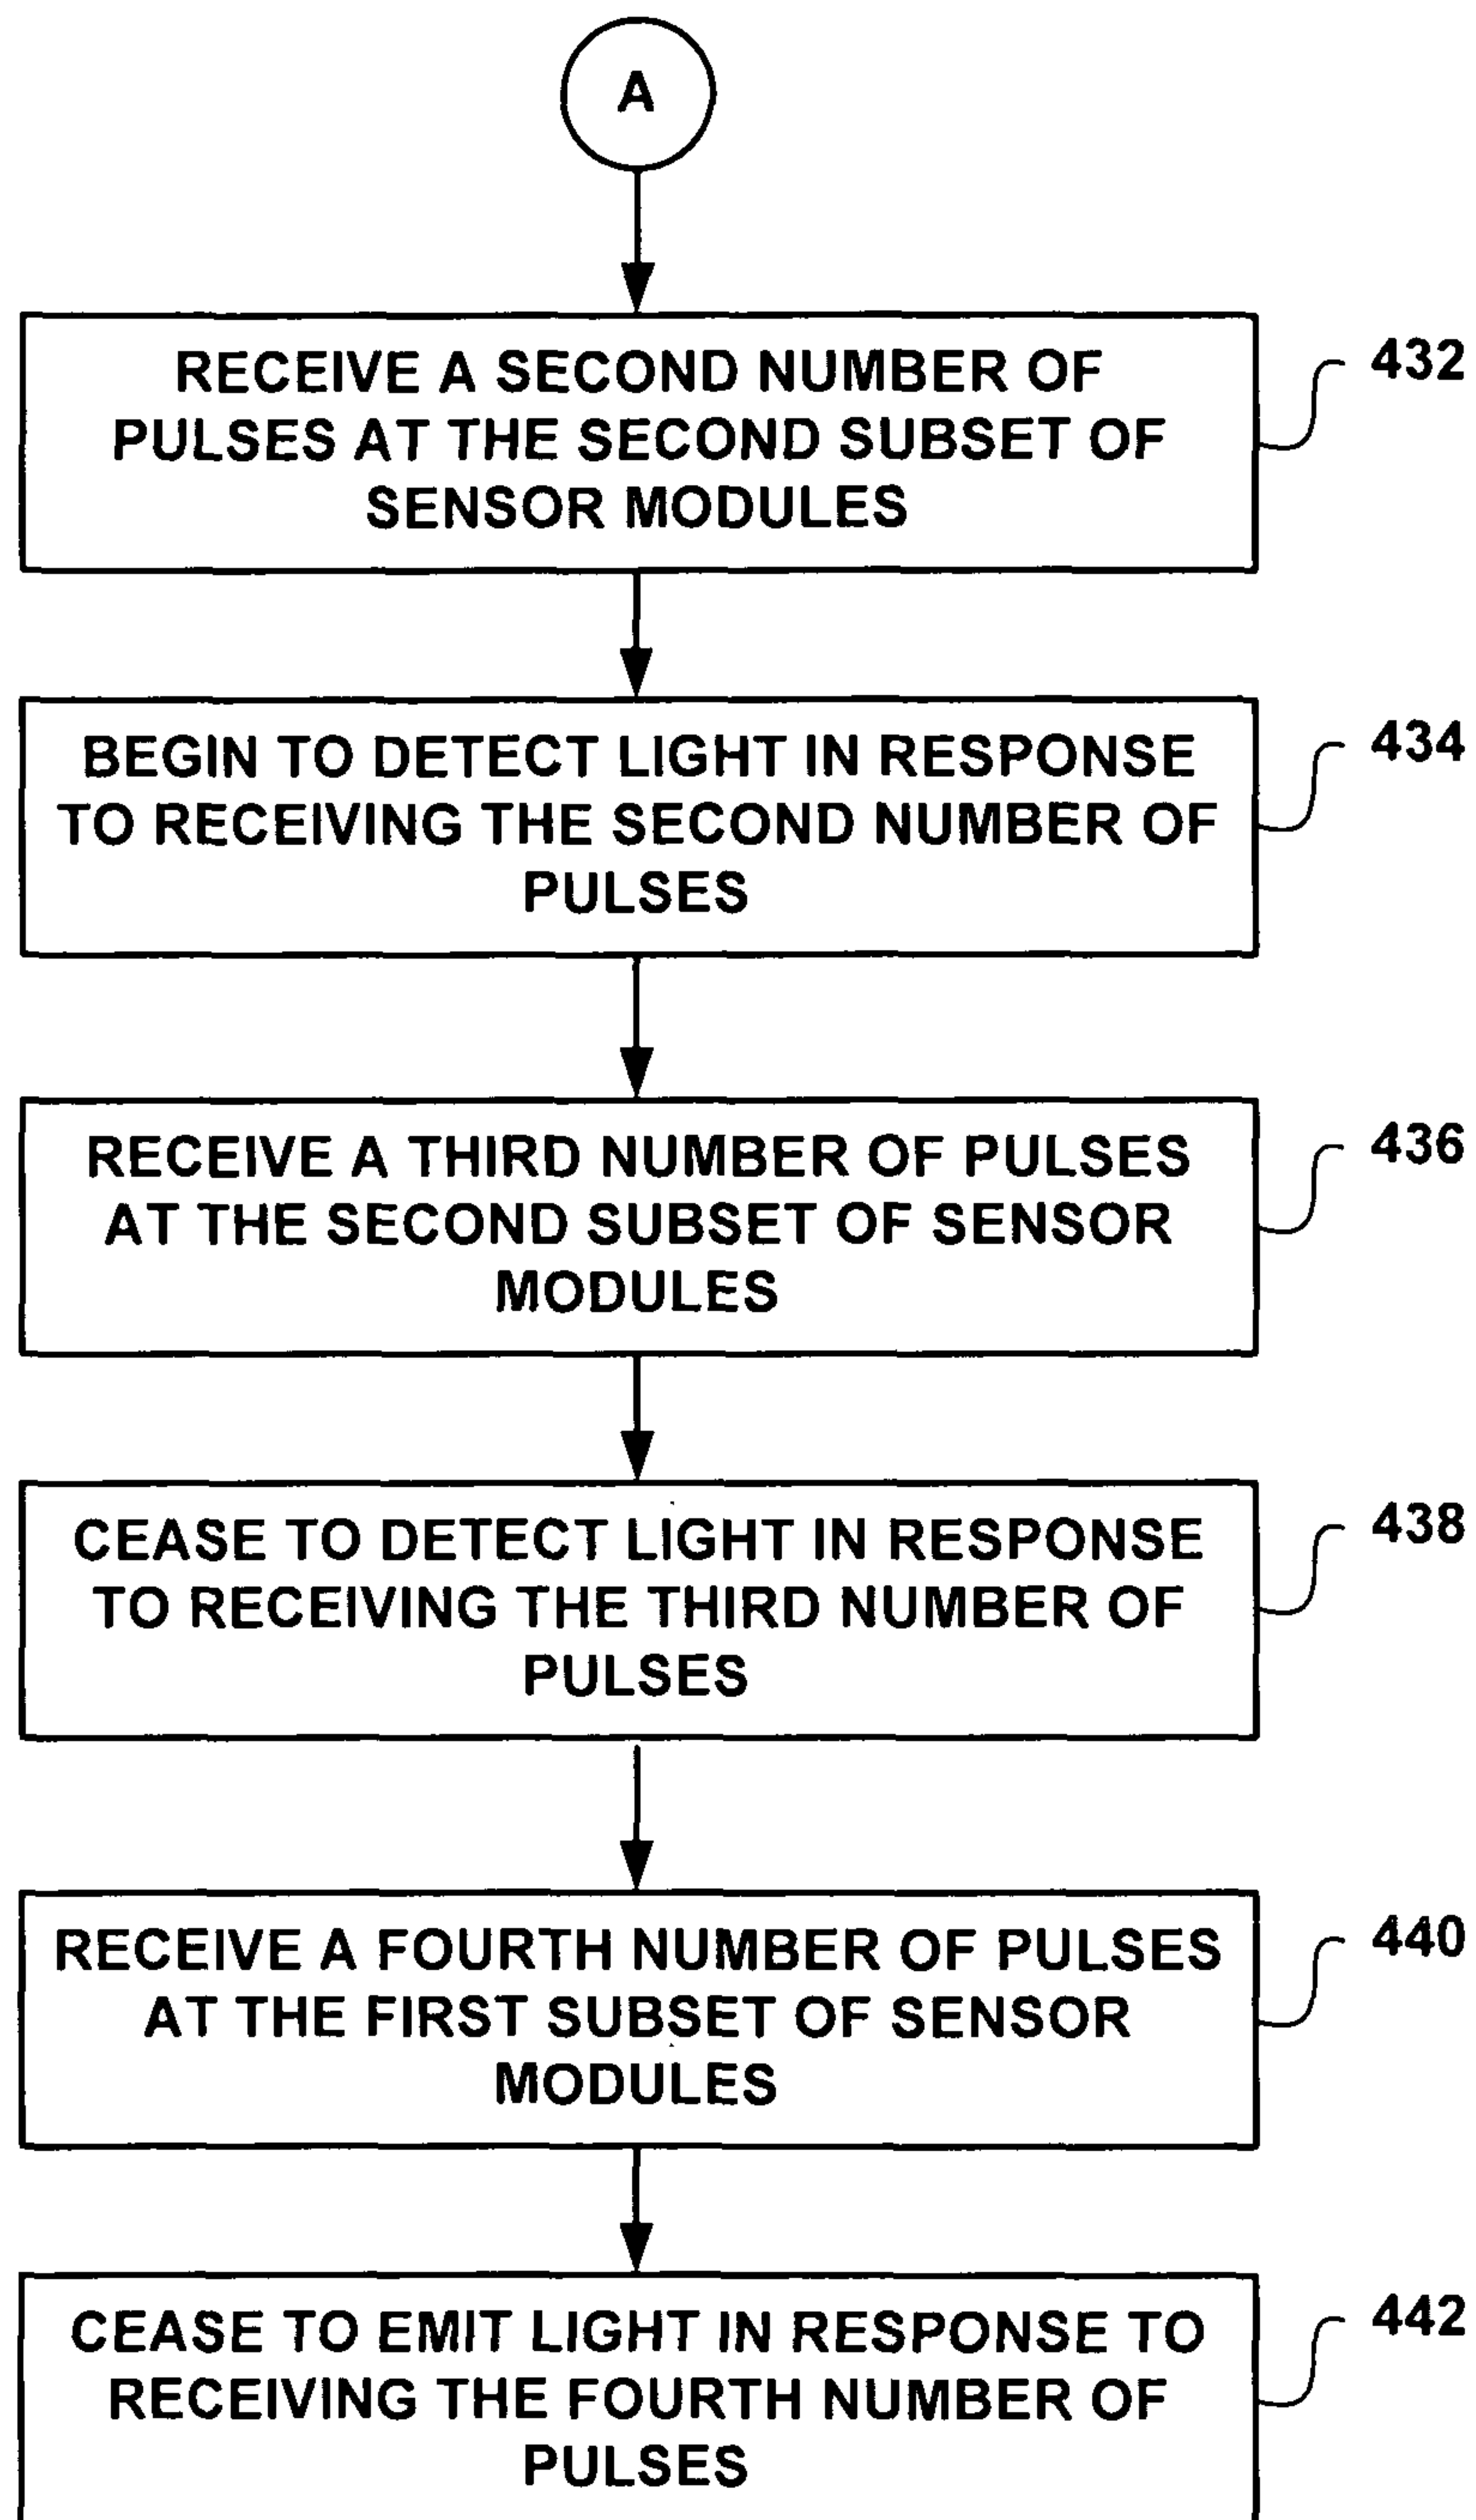 A
RECEIVE A SECOND NUMBER OF
PULSES AT THE SECOND SUBSET OF
SENSOR MODULES
432
BEGIN TO DETECT LIGHT IN RESPONSE
TO RECEIVING THE SECOND NUMBER OF
PULSES
434
RECEIVE A THIRD NUMBER OF PULSES
AT THE SECOND SUBSET OF SENSOR
MODULES
436
CEASE TO DETECT LIGHT IN RESPONSE
TO RECEIVING THE THIRD NUMBER OF
PULSES
438
RECEIVE A FOURTH NUMBER OF PULSES
AT THE FIRST SUBSET OF SENSOR
MODULES
440
CEASE TO EMIT LIGHT IN RESPONSE TO
RECEIVING THE FOURTH NUMBER OF
PULSES
442